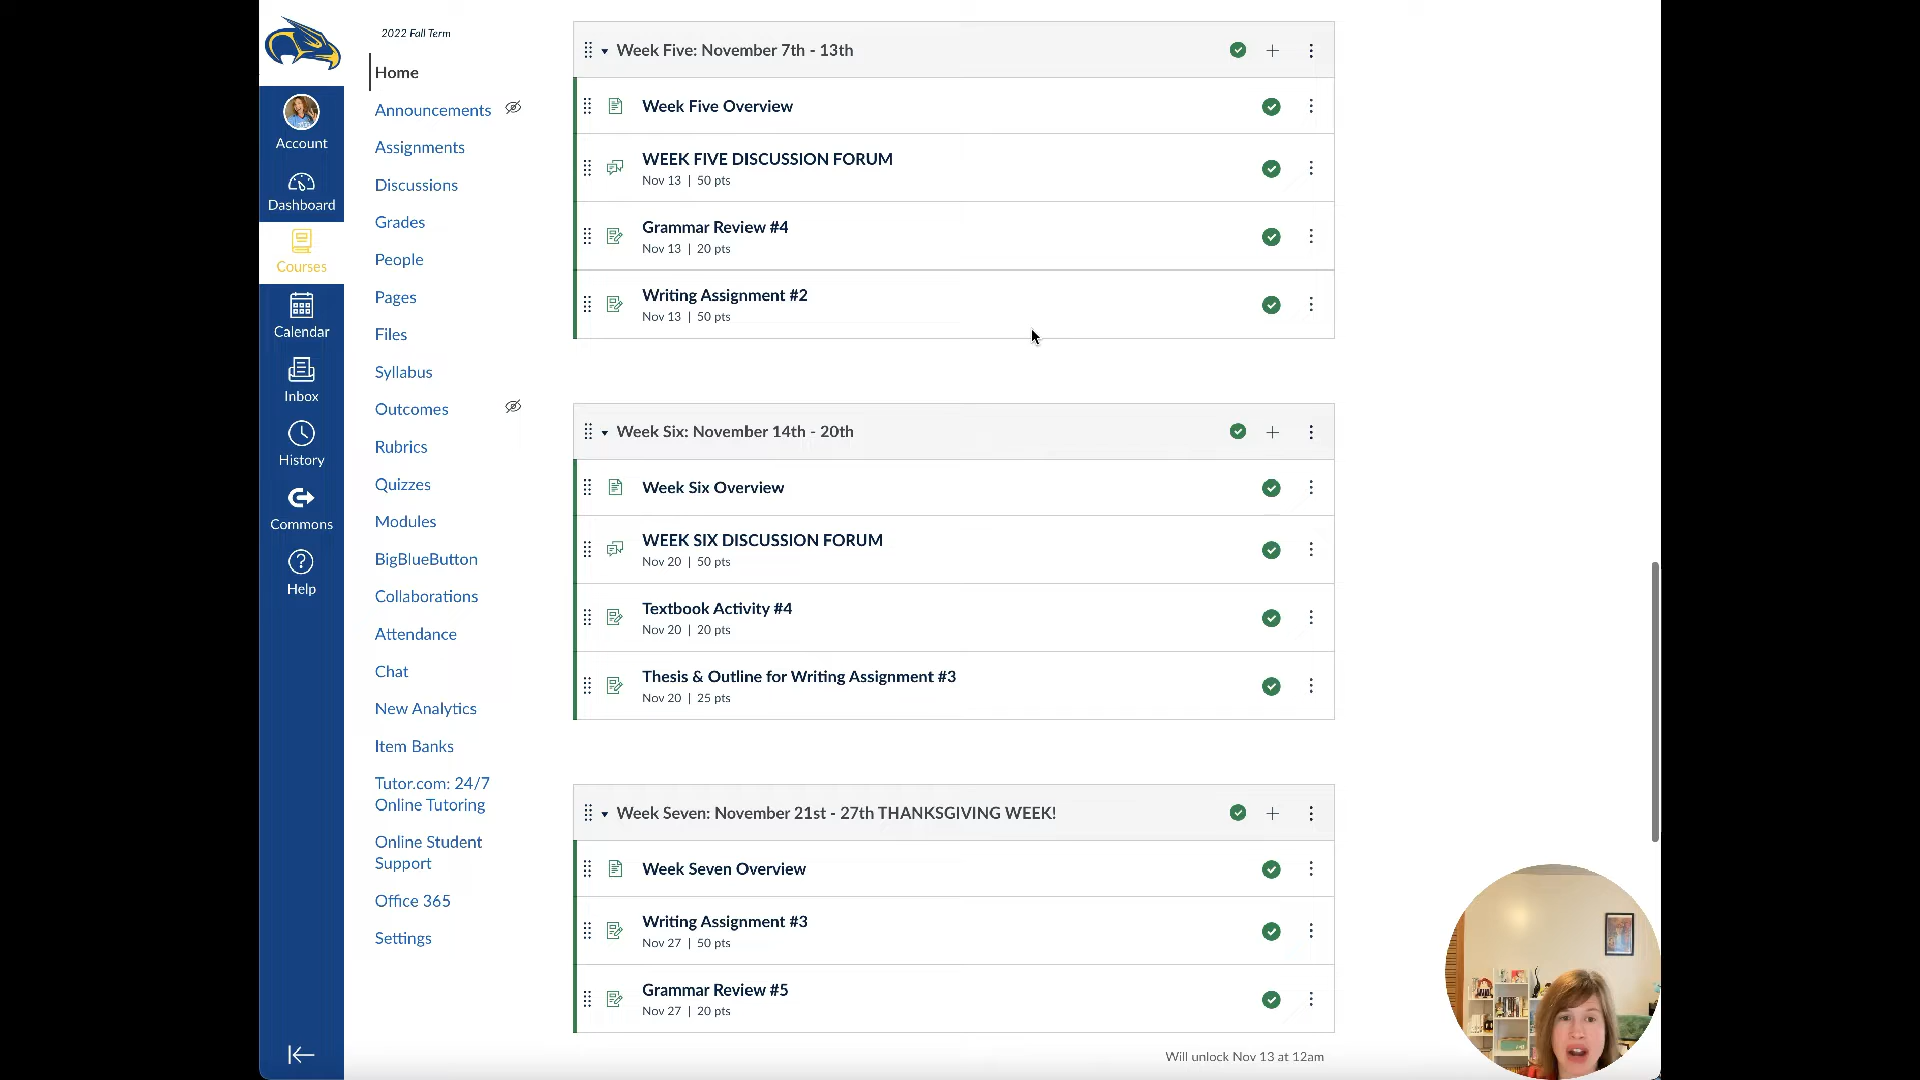 2022 Fall Term
Home
Announcements
Assignments
Discussions
Grades
People
Pages
Files
Syllabus
Outcomes
Rubrics
Quizzes
Modules
BigBlueButton
Collaborations
Attendance
Chat
New Analytics
Item Banks
Tutor.com: 24/7
Online Tutoring
Online Student
Support
Office 365
Settings
Account
Dashboard
Courses
Calendar
Inbox
History
Commons
Help
Week Five: November 7th - 13th
Week Five Overview
WEEK FIVE DISCUSSION FORUM
Nov 13 | 50 pts
Grammar Review #4
Nov 13 | 20 pts
Writing Assignment #2
Nov 13 | 50 pts
Week Six: November 14th - 20th
Week Six Overview
WEEK SIX DISCUSSION FORUM
Nov 20 | 50 pts
Textbook Activity #4
Nov 20 | 20 pts
Thesis & Outline for Writing Assignment #3
Nov 20 | 25 pts
Week Seven: November 21st - 27th THANKSGIVING WEEK!
Week Seven Overview
Writing Assignment #3
Nov 27 | 50 pts
Grammar Review #5
Nov 27 | 20 pts
Will unlock Nov 13 at 12am